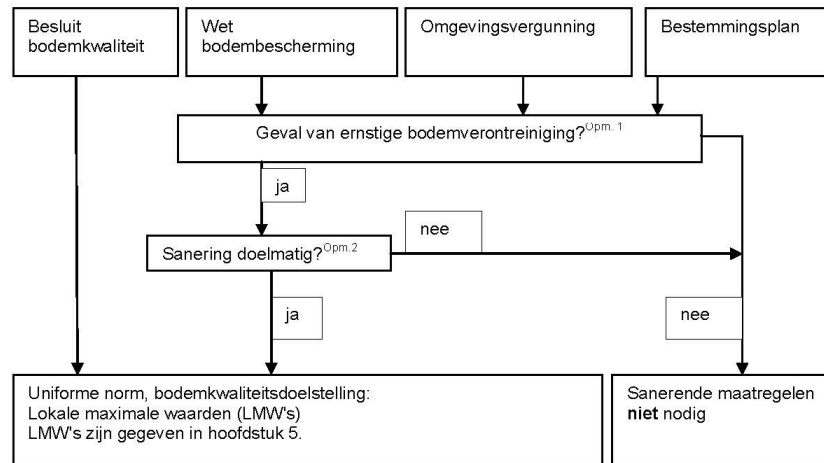 Besluit
bodemkwaliteit
Wet
bodembescherming
Omgevingsvergunning
Bestemmingsplan
Geval van ernstige bodemverontreiniging?Opm. 1
ja
Sanering doelmatig?Opm.2
nee
ja
nee
Uniforme norm, bodemkwaliteitsdoelstelling:
Lokale maximale waarden (LMW's)
LMW's zijn gegeven in hoofdstuk 5.
Sanerende maatregelen
niet nodig